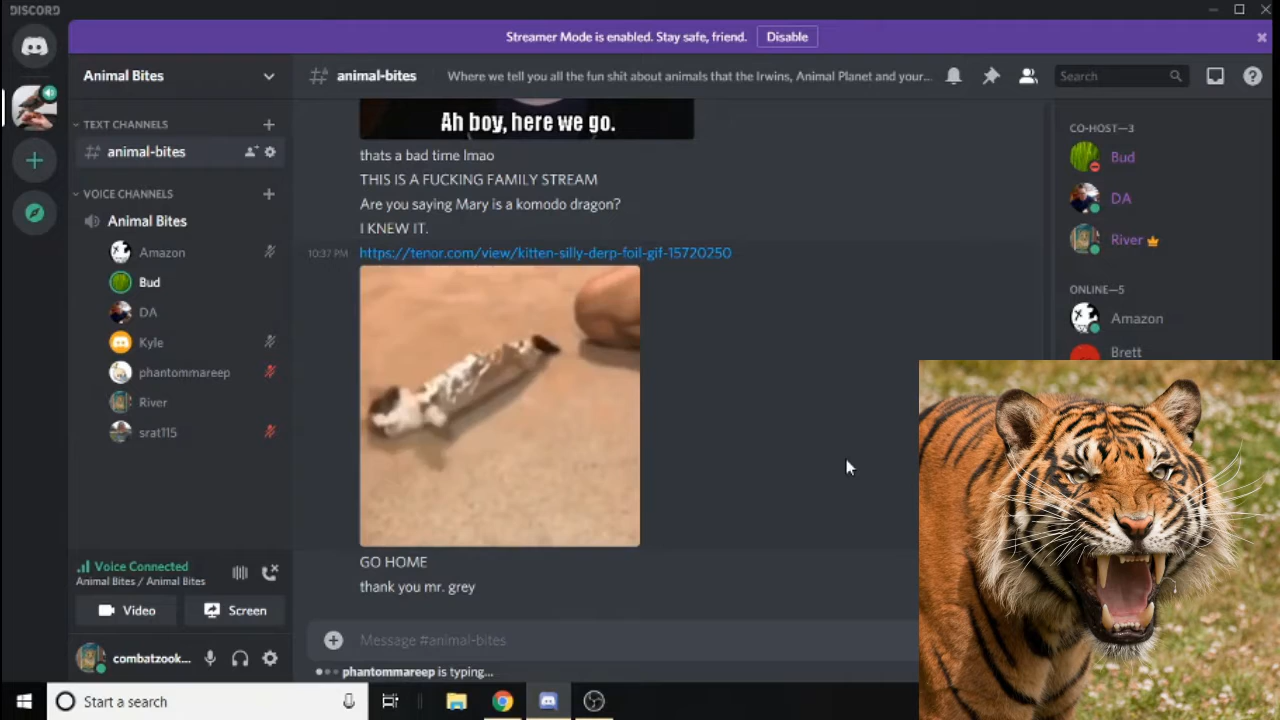 DISCORD
Streamer Mode is enabled. Stay safe, friend. Disable
Animal Bites
animal-bites
Where we tell you all the fun shit about animals that the Irwins, Animal Planet and your...
Search
TEXT CHANNELS
animal-bites
VOICE CHANNELS
Animal Bites
Amazon
Bud
DA
Kyle
phantommareep
River
srat115
Voice Connected
Animal Bites / Animal Bites
Video
Screen
combatzook...
Ah boy, here we go.
thats a bad time lmao
THIS IS A FUCKING FAMILY STREAM
Are you saying Mary is a komodo dragon?
I KNEW IT.
10:37 PM https://tenor.com/view/kitten-silly-derp-foil-gif-15720250
GO HOME
thank you mr. grey
Message #animal-bites
phantommareep is typing...
CO-HOST—3
Bud
DA
River
ONLINE—5
Amazon
Brett
Start a search